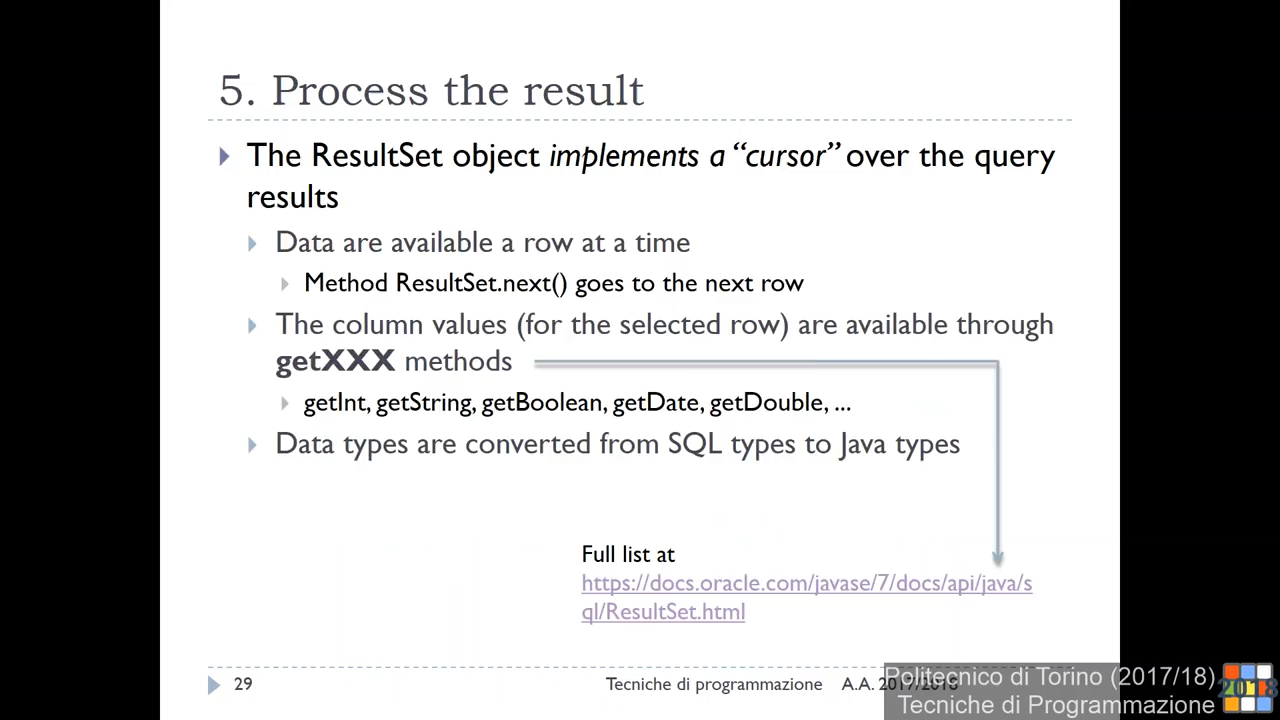 5. Process the result
The ResultSet object implements a “cursor” over the query
results
Data are available a row at a time
Method ResultSet.next() goes to the next row
The column values (for the selected row) are available through
getXXX methods
getInt, getString, getBoolean, getDate, getDouble, ...
Data types are converted from SQL types to Java types
Full list at
https://docs.oracle.com/javase/7/docs/api/java/s
ql/ResultSet.html
29
Tecniche di programmazione A.A. 2017/2018
Politecnico di Torino (2017/18)
Tecniche di Programmazione
2018